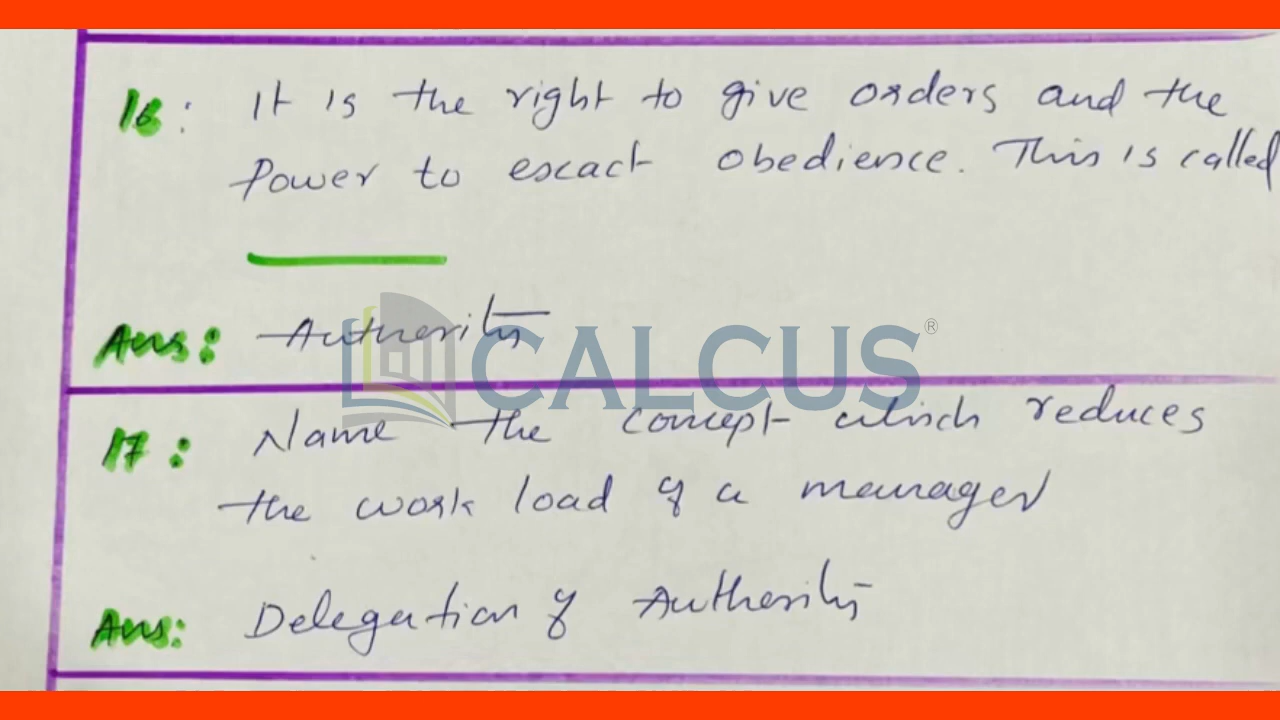 16: It is the right to give orders and the
Power to escact obedience. This is called
Ans: Authority
CALCUS®
17: Name the concept which reduces
the work load of a manager
Ans: Delegation of Authority